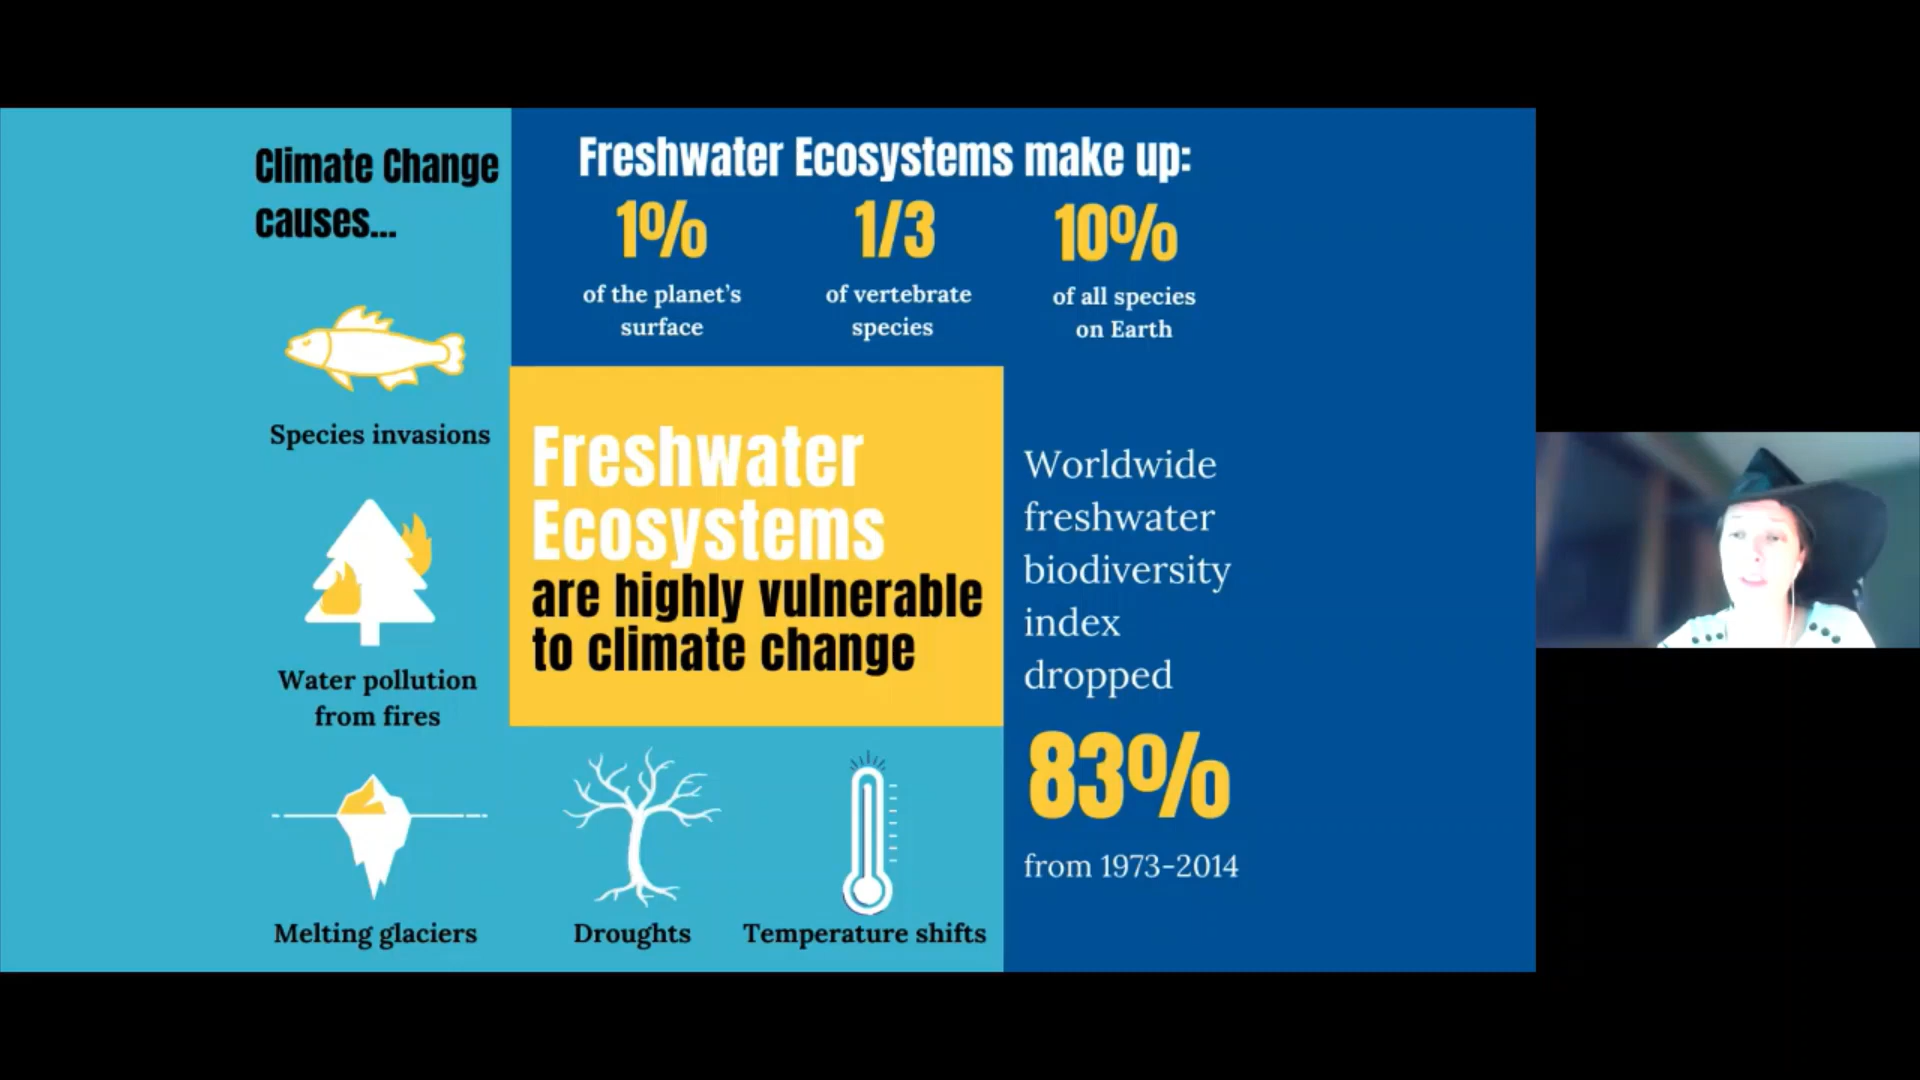 Climate Change
causes...
Species invasions
Water pollution
from fires
Melting glaciers
Droughts
Temperature shifts
Freshwater Ecosystems make up:
1%
of the planet's
surface
1/3
of vertebrate
species
10%
of all species
on Earth
Freshwater
Ecosystems
are highly vulnerable
to climate change
Worldwide
freshwater
biodiversity
index
dropped
83%
from 1973-2014